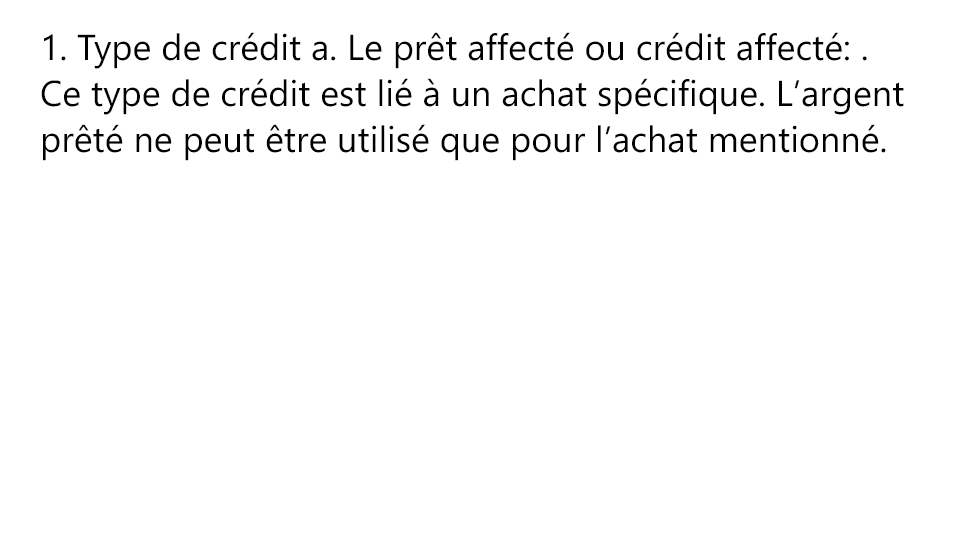 1. Type de crédit a. Le prêt affecté ou crédit affecté: .
Ce type de crédit est lié à un achat spécifique. L’argent
prêté ne peut être utilisé que pour l’achat mentionné.